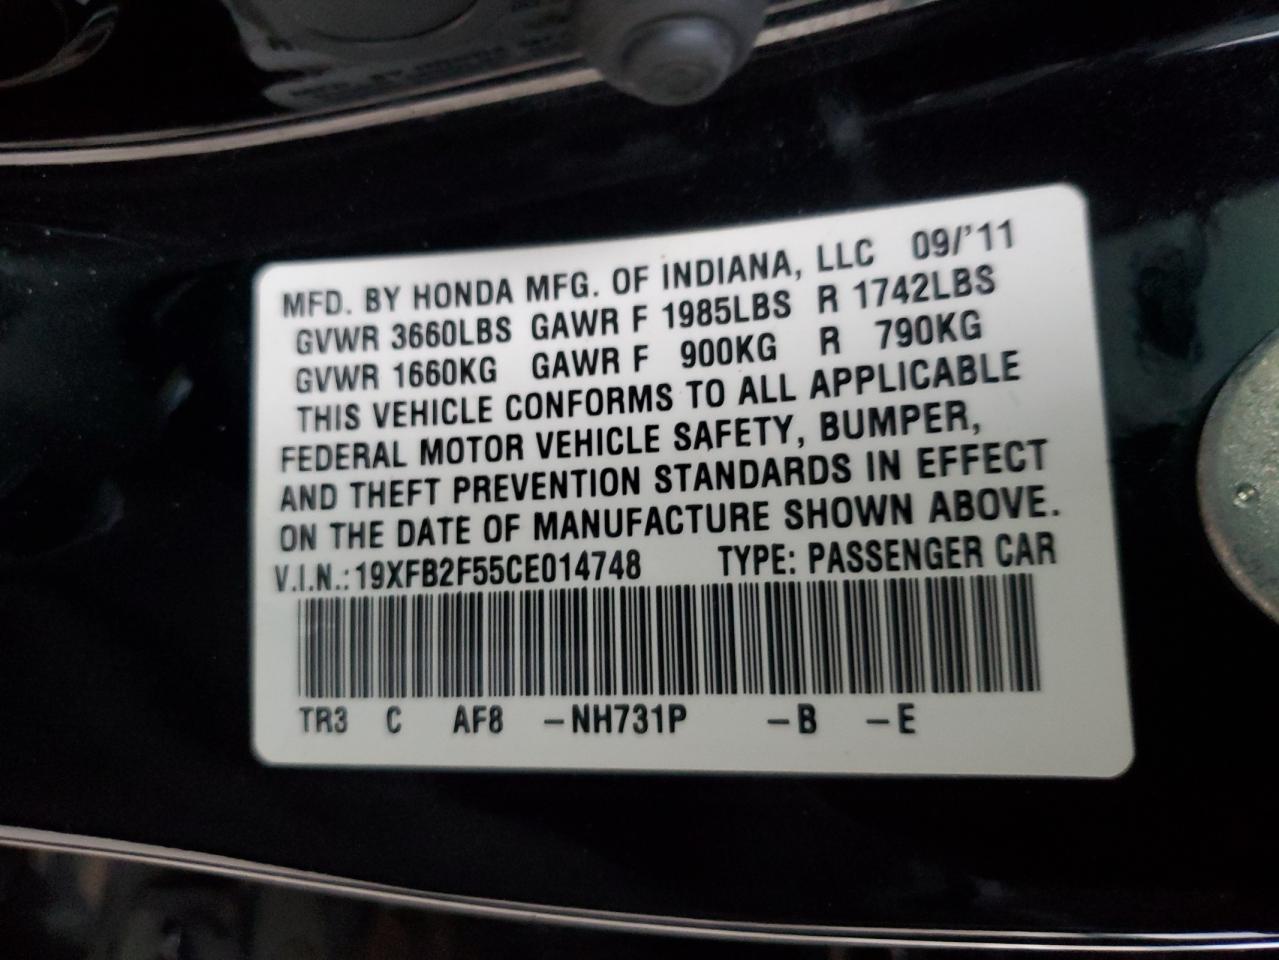 MFD. BY HONDA MFG. OF INDIANA, LLC 09/'11
GVWR 3660LBS GAWR F 1985LBS R 1742LBS
GVWR 1660KG GAWR F 900KG R 790KG
THIS VEHICLE CONFORMS TO ALL APPLICABLE
FEDERAL MOTOR VEHICLE SAFETY, BUMPER,
AND THEFT PREVENTION STANDARDS IN EFFECT
ON THE DATE OF MANUFACTURE SHOWN ABOVE.
V.I.N.:19XFB2F55CE014748 TYPE: PASSENGER CAR
TR3 C AF8 -NH731P -B -E